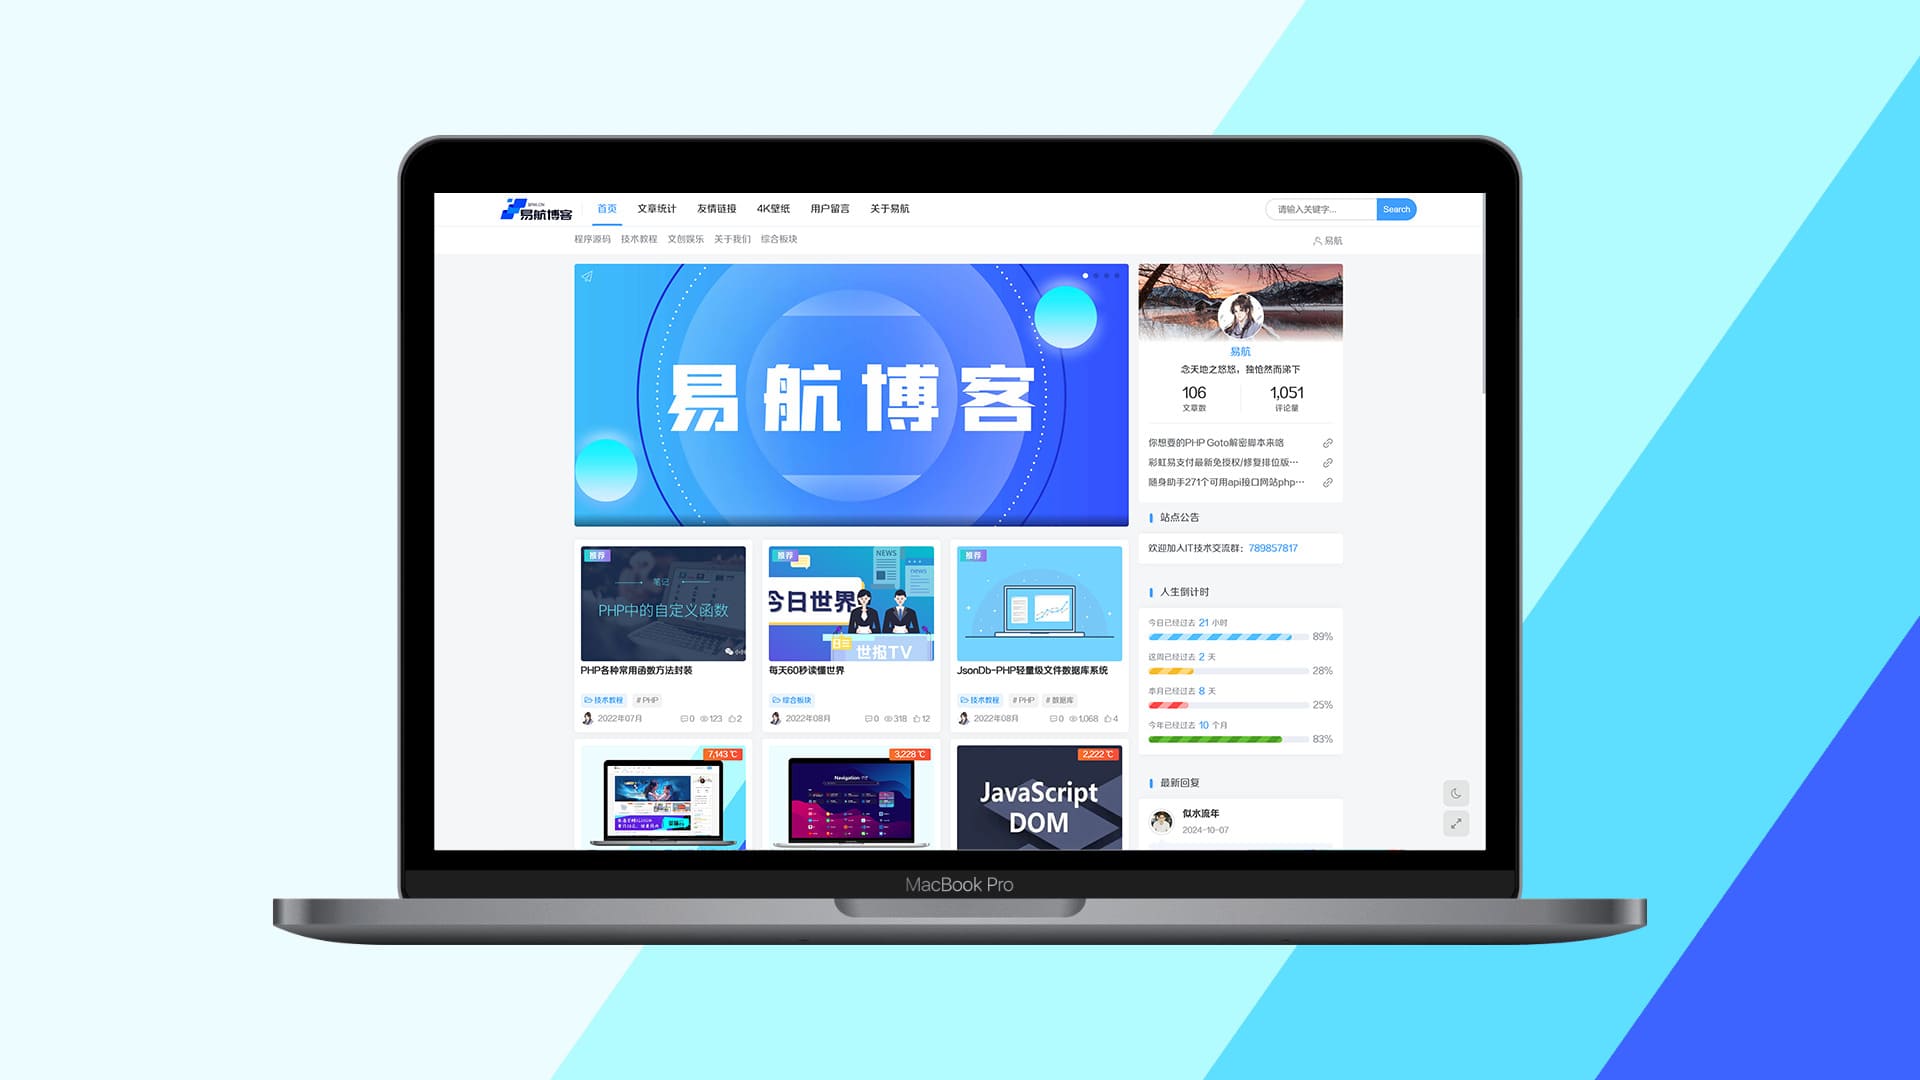 易航博客
首页
文章统计
友情链接
4K壁纸
用户留言
关于易航
请输入关键字...
Search
程序源码
技术教程
文创娱乐
关于我们
综合板块
易航
易航博客
易航
念天地之悠悠，独怆然而涕下
106
1,051
文章数
评论量
你想要的PHP Goto解密脚本来咯
彩虹易支付最新免授权/修复排位版···
随身助手271个可用api接口网站php···
站点公告
欢迎加入IT技术交流群：789857817
人生倒计时
今日已经过去 21 小时
89%
这周已经过去 2 天
28%
本月已经过去 8 天
25%
今年已经过去 10 个月
83%
最新回复
似水流年
2024-10-07
推荐
笔记
PHP中的自定义函数
PHP各种常用函数方法封装
技术教程
# PHP
2022年07月
0
123
2
推荐
NEWS
news
今日世界
世报TV
每天60秒读懂世界
综合板块
2022年08月
0
318
12
推荐
JsonDb-PHP轻量级文件数据库系统
技术教程
# PHP
# 数据库
2022年08月
0
1,068
4
7,143 ℃
3,228 ℃
Navigation
2,222 ℃
JavaScript
DOM
MacBook Pro